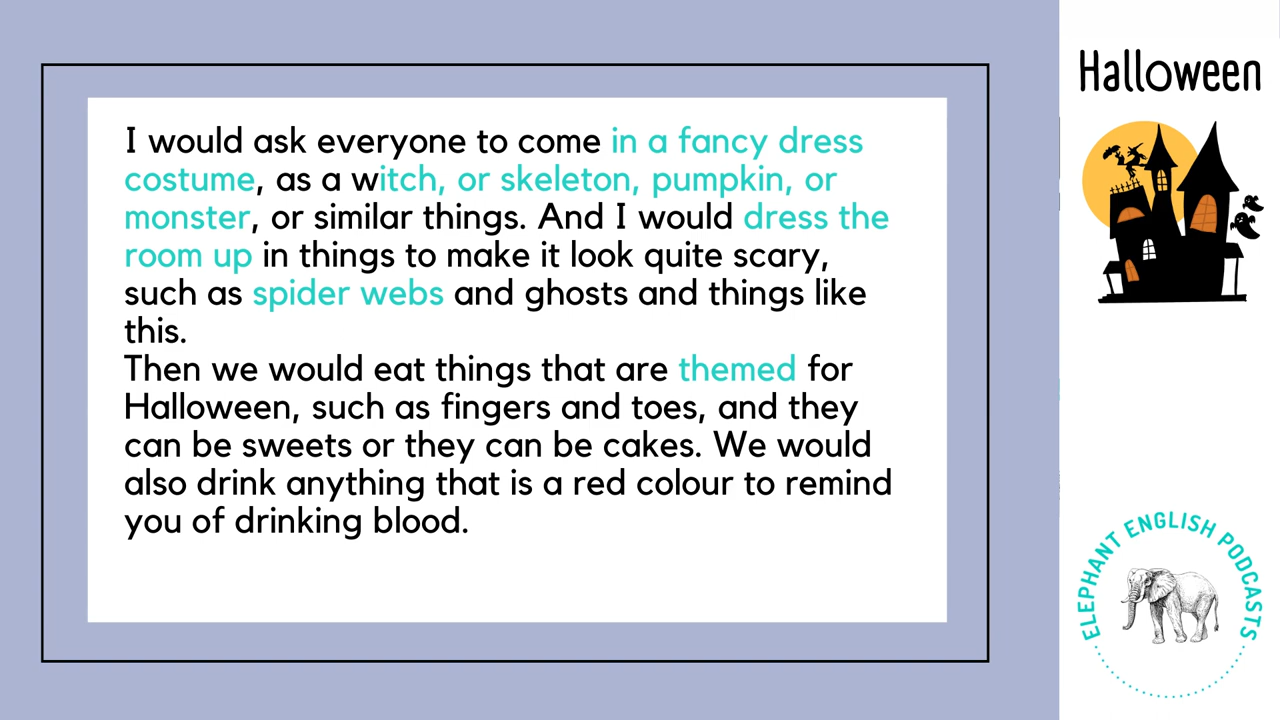 I would ask everyone to come in a fancy dress
costume, as a witch, or skeleton, pumpkin, or
monster, or similar things. And I would dress the
room up in things to make it look quite scary,
such as spider webs and ghosts and things like
this.
Then we would eat things that are themed for
Halloween, such as fingers and toes, and they
can be sweets or they can be cakes. We would
also drink anything that is a red colour to remind
you of drinking blood.
Halloween
ELEPHANT ENGLISH PODCASTS